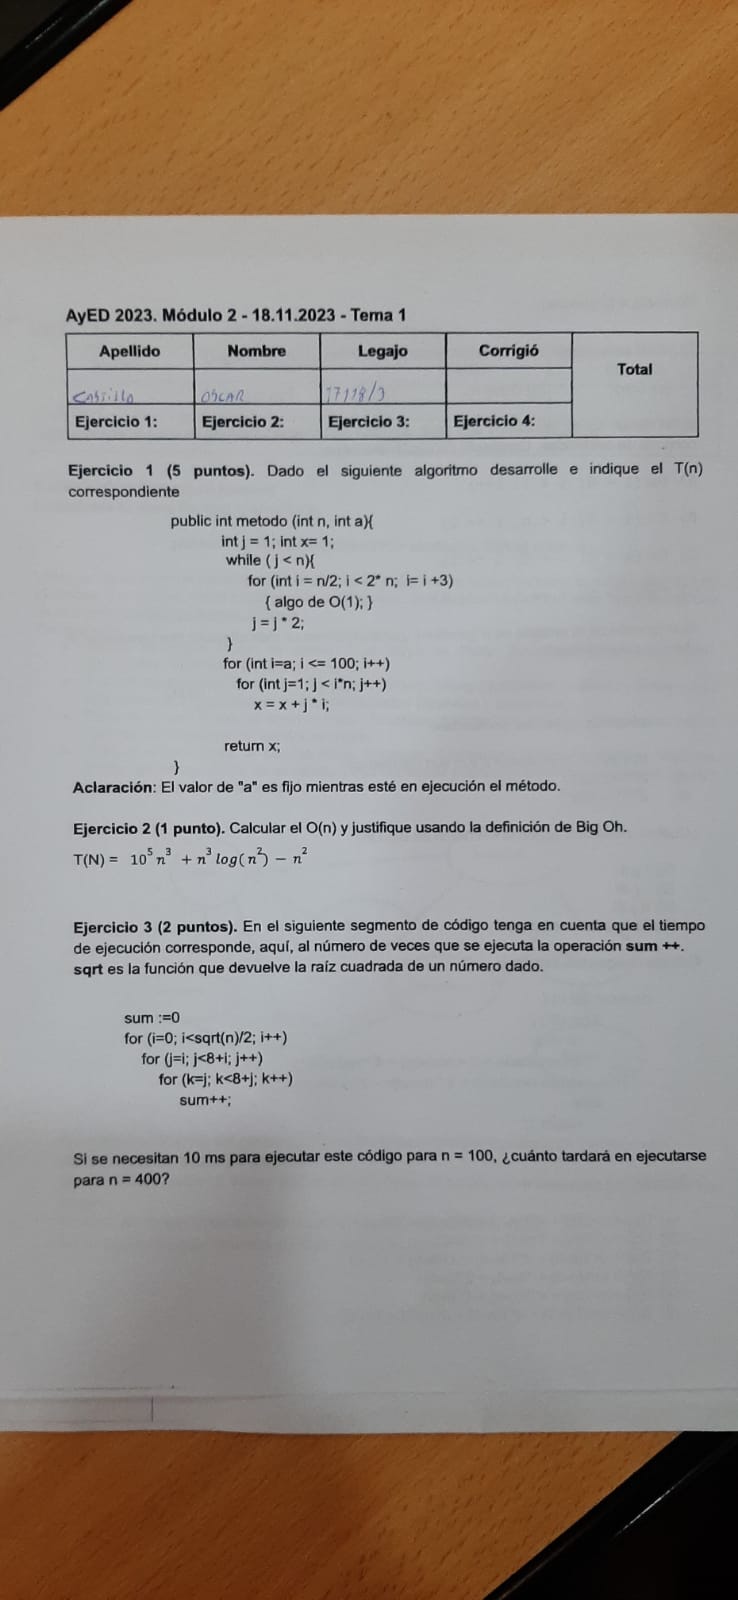 AyED 2023. Módulo 2 - 18.11.2023 - Tema 1
Apellido Nombre Legajo Corrigió Total
Castillo OSCAR 17118/3
Ejercicio 1: Ejercicio 2: Ejercicio 3: Ejercicio 4:
Ejercicio 1 (5 puntos). Dado el siguiente algoritmo desarrolle e indique el T(n)
correspondiente
public int metodo (int n, int a){
int j = 1; int x= 1;
while ( j < n){
for (int i = n/2; i < 2* n; i= i +3)
{ algo de O(1); }
j = j * 2;
}
for (int i=a; i <= 100; i++)
for (int j=1; j < i*n; j++)
x = x + j * i;
return x;
}
Aclaración: El valor de "a" es fijo mientras esté en ejecución el método.
Ejercicio 2 (1 punto). Calcular el O(n) y justifique usando la definición de Big Oh.
T(N) = 10⁵ n³ + n³ log(n²) − n²
Ejercicio 3 (2 puntos). En el siguiente segmento de código tenga en cuenta que el tiempo
de ejecución corresponde, aquí, al número de veces que se ejecuta la operación sum ++.
sqrt es la función que devuelve la raíz cuadrada de un número dado.
sum :=0
for (i=0; i<sqrt(n)/2; i++)
for (j=i; j<8+i; j++)
for (k=j; k<8+j; k++)
sum++;
Si se necesitan 10 ms para ejecutar este código para n = 100, ¿cuánto tardará en ejecutarse
para n = 400?